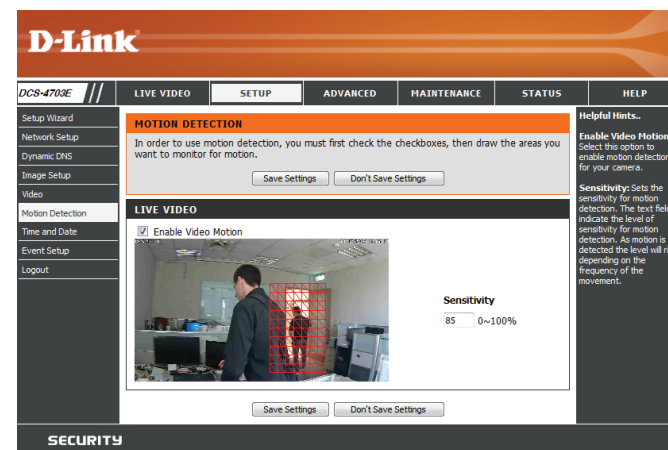 D-Link
DCS-4703E // LIVE VIDEO SETUP ADVANCED MAINTENANCE STATUS HELP
Setup Wizard
Network Setup
Dynamic DNS
Image Setup
Video
Motion Detection
Time and Date
Event Setup
Logout
MOTION DETECTION
In order to use motion detection, you must first check the checkboxes, then draw the areas you
want to monitor for motion.
Save Settings Don't Save Settings
LIVE VIDEO
Enable Video Motion
Sensitivity
85 0~100%
Save Settings Don't Save Settings
Helpful Hints..
Enable Video Motion
Select this option to
enable motion detection
for your camera.
Sensitivity: Sets the
sensitivity for motion
detection. The text fiel
indicate the level of
sensitivity for motion
detection. As motion is
detected the level will r
depending on the
frequency of the
movement.
SECURITY